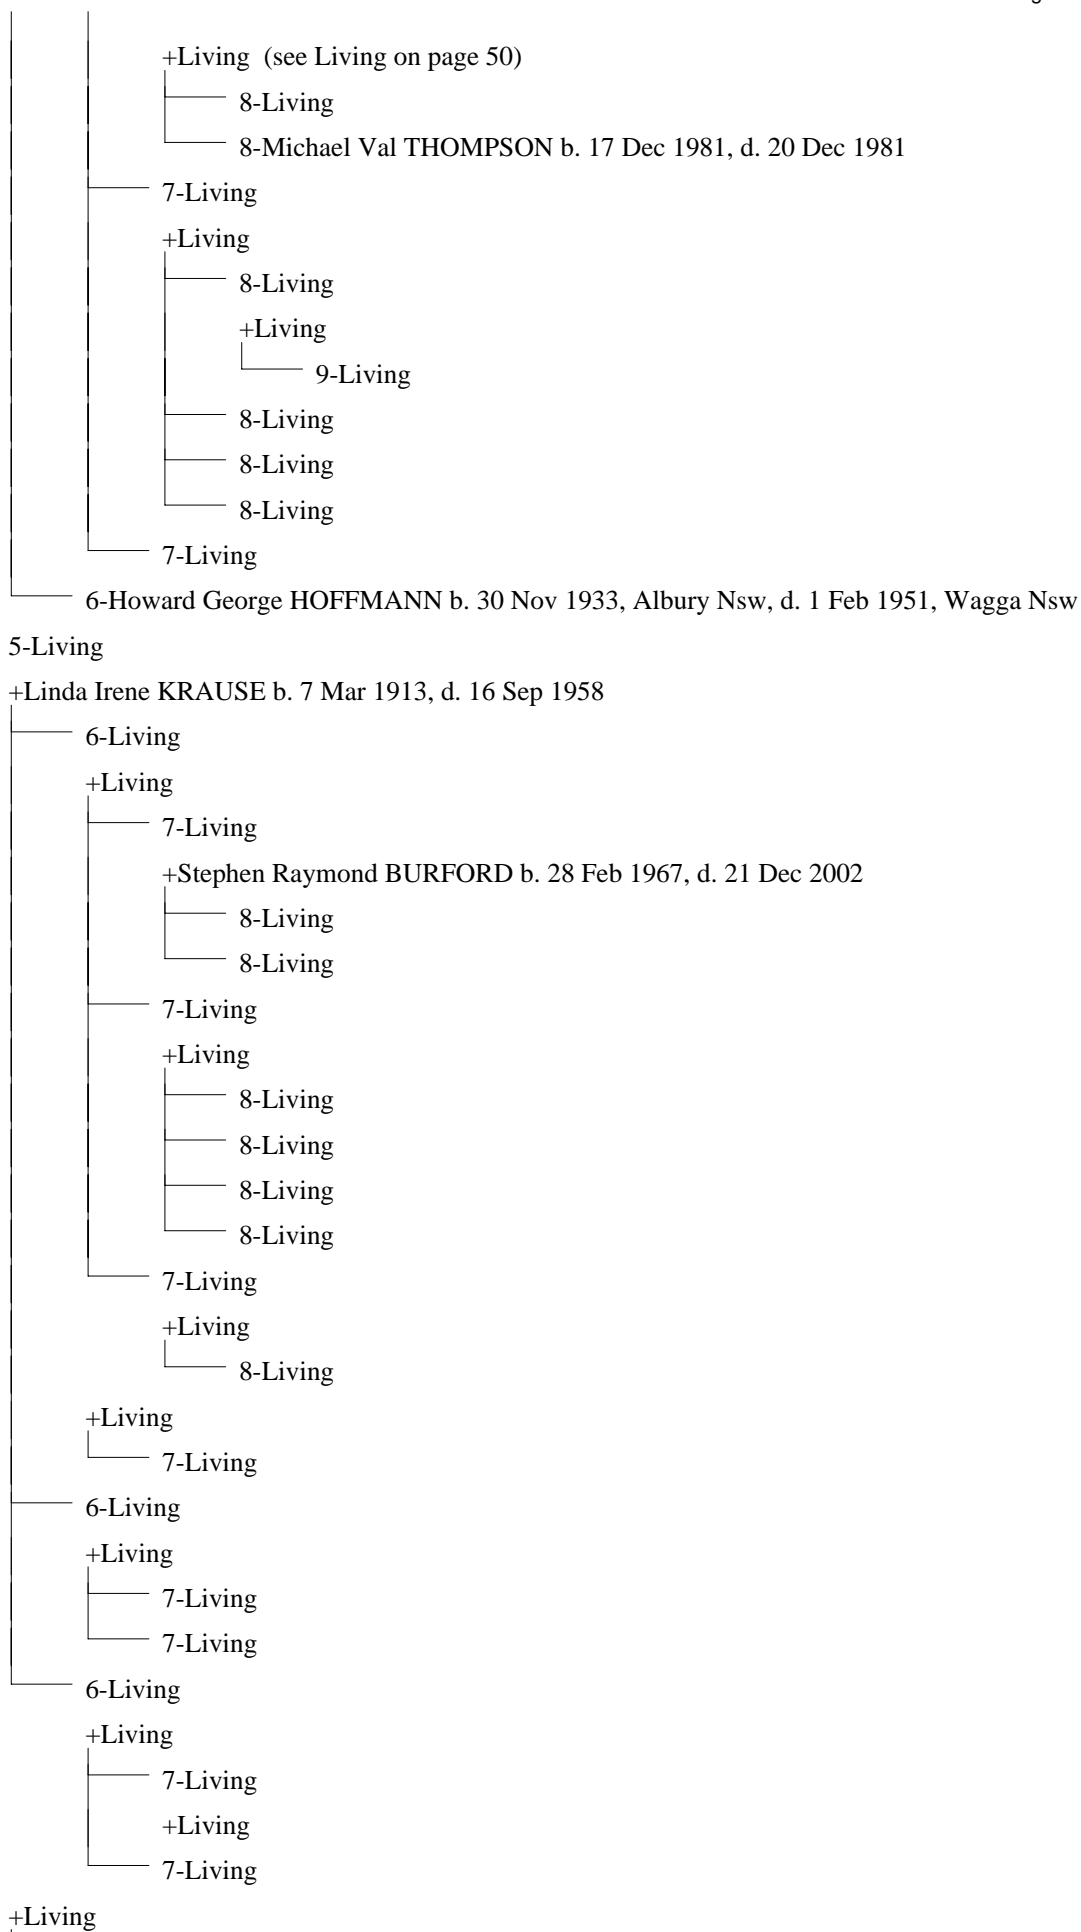 +Living (see Living on page 50)
8-Living
8-Michael Val THOMPSON b. 17 Dec 1981, d. 20 Dec 1981
7-Living
+Living
8-Living
+Living
9-Living
8-Living
8-Living
8-Living
7-Living
6-Howard George HOFFMANN b. 30 Nov 1933, Albury Nsw, d. 1 Feb 1951, Wagga Nsw
5-Living
+Linda Irene KRAUSE b. 7 Mar 1913, d. 16 Sep 1958
6-Living
+Living
7-Living
+Stephen Raymond BURFORD b. 28 Feb 1967, d. 21 Dec 2002
8-Living
8-Living
7-Living
+Living
8-Living
8-Living
8-Living
8-Living
7-Living
+Living
8-Living
+Living
7-Living
6-Living
+Living
7-Living
7-Living
6-Living
+Living
7-Living
+Living
7-Living
+Living